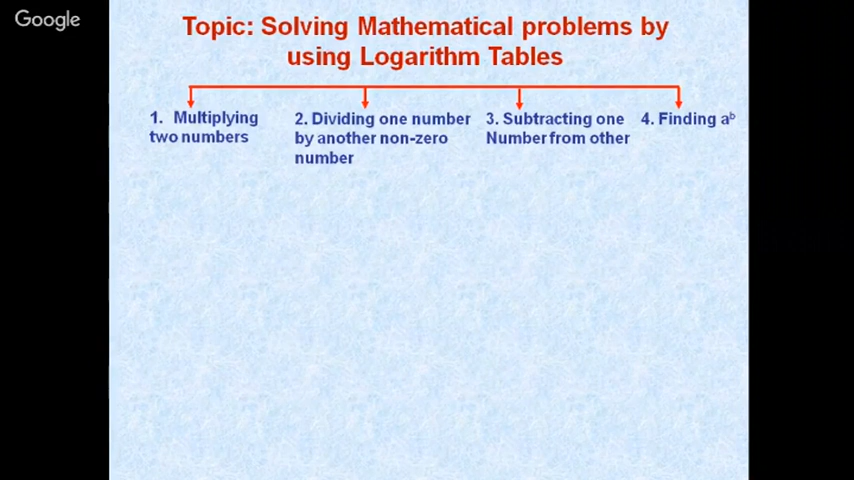 Google
Topic: Solving Mathematical problems by
using Logarithm Tables
1. Multiplying
two numbers
2. Dividing one number
by another non-zero
number
3. Subtracting one
Number from other
4. Finding aᵇ